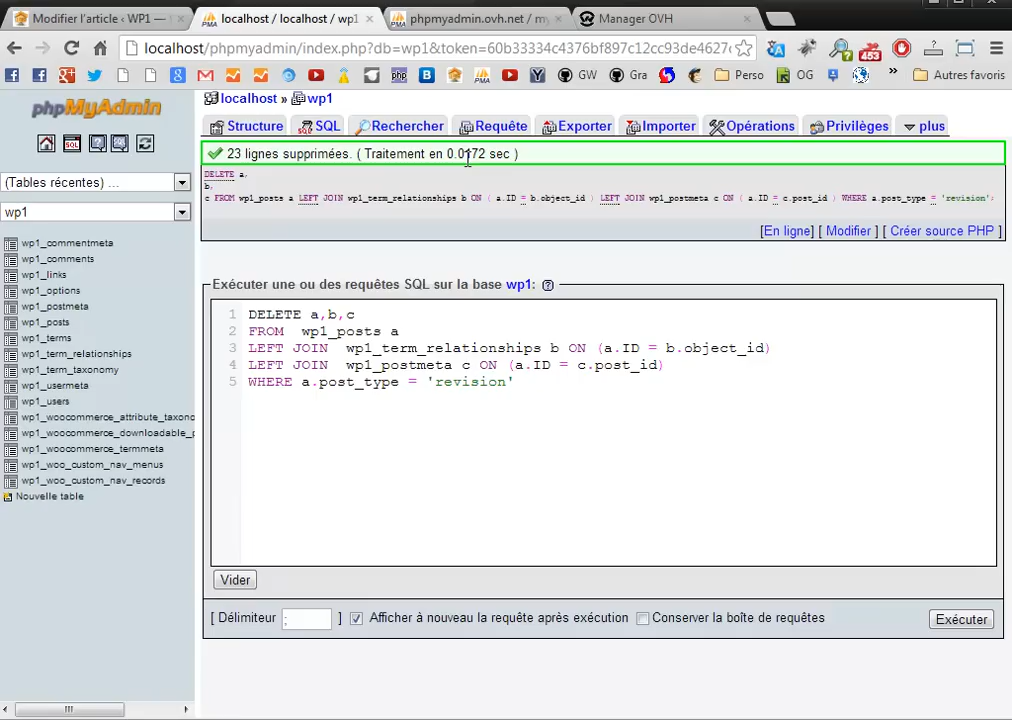 Modifier l'article ‹ WP1 — ×
localhost / localhost / wp1 ×
phpmyadmin.ovh.net / my ×
Manager OVH ×
localhost/phpmyadmin/index.php?db=wp1&token=60b33334c4376bf897c12cc93de4627
453
php B GW Gra Perso OG » Autres favoris
phpMyAdmin
localhost » wp1
Structure SQL Rechercher Requête Exporter Importer Opérations Privilèges plus
23 lignes supprimées. ( Traitement en 0.0172 sec )
DELETE a,
b,
c FROM wp1_posts a LEFT JOIN wp1_term_relationships b ON ( a.ID = b.object_id ) LEFT JOIN wp1_postmeta c ON ( a.ID = c.post_id ) WHERE a.post_type = 'revision';
[En ligne] [ Modifier ] [ Créer source PHP ]
(Tables récentes) ...
wp1
wp1_commentmeta
wp1_comments
wp1_links
wp1_options
wp1_postmeta
wp1_posts
wp1_terms
wp1_term_relationships
wp1_term_taxonomy
wp1_usermeta
wp1_users
wp1_woocommerce_attribute_taxono
wp1_woocommerce_downloadable_p
wp1_woocommerce_termmeta
wp1_woo_custom_nav_menus
wp1_woo_custom_nav_records
Nouvelle table
Exécuter une ou des requêtes SQL sur la base wp1:
1 DELETE a,b,c
2 FROM wp1_posts a
3 LEFT JOIN wp1_term_relationships b ON (a.ID = b.object_id)
4 LEFT JOIN wp1_postmeta c ON (a.ID = c.post_id)
5 WHERE a.post_type = 'revision'
Vider
[ Délimiteur ; ] Afficher à nouveau la requête après exécution Conserver la boîte de requêtes
Exécuter